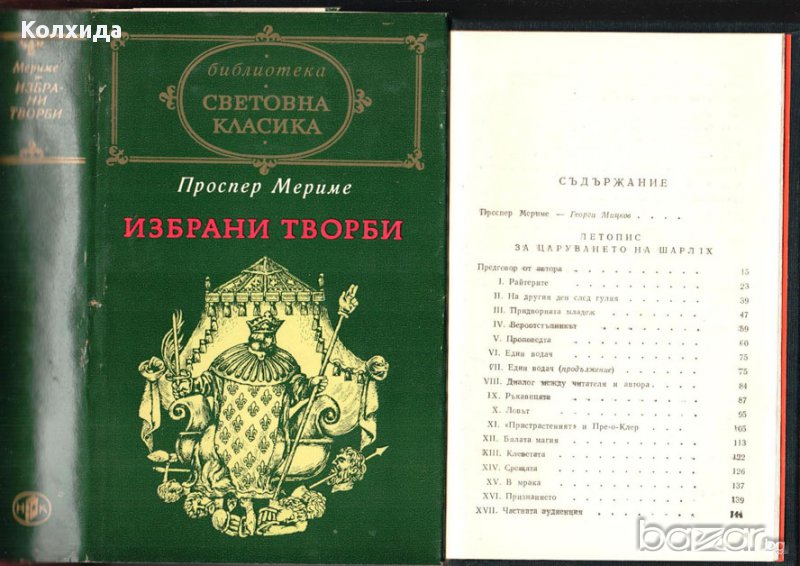 Колхида
Мериме
ИЗБРА-
НИ
ТВОРБИ
НК
библиотека
СВЕТОВНА
КЛАСИКА
Проспер Мериме
ИЗБРАНИ ТВОРБИ
СЪДЪРЖАНИЕ
Проспер Мериме — Георги Мицков . . . .
ЛЕТОПИС
ЗА ЦАРУВАНЕТО НА ШАРЛ IX
Предговор от автора . . . . . . . . 15
I. Райтерите . . . . . . . . 23
II. На другия ден след гуляя . . . . . 39
III. Придворната младеж . . . . . . 47
IV. Вероотстъпникът . . . . . . 59
V. Проповедта . . . . . . . 60
VI. Един водач . . . . . . . 75
VII. Един водач (продължение) . . . . . 75
VIII. Диалог между читателя и автора . . . . 84
IX. Ръкавицата . . . . . . . 87
X. Ловът . . . . . . . . 95
XI. «Пристрастеният» и Пре-о-Клер . . . . 105
XII. Бялата магия . . . . . . . 113
XIII. Клеветата . . . . . . . 122
XIV. Срещата . . . . . . . 126
XV. В мрака . . . . . . . 137
XVI. Признанието . . . . . . . 139
XVII. Частната аудиенция . . . . . . 144
bazar.bg